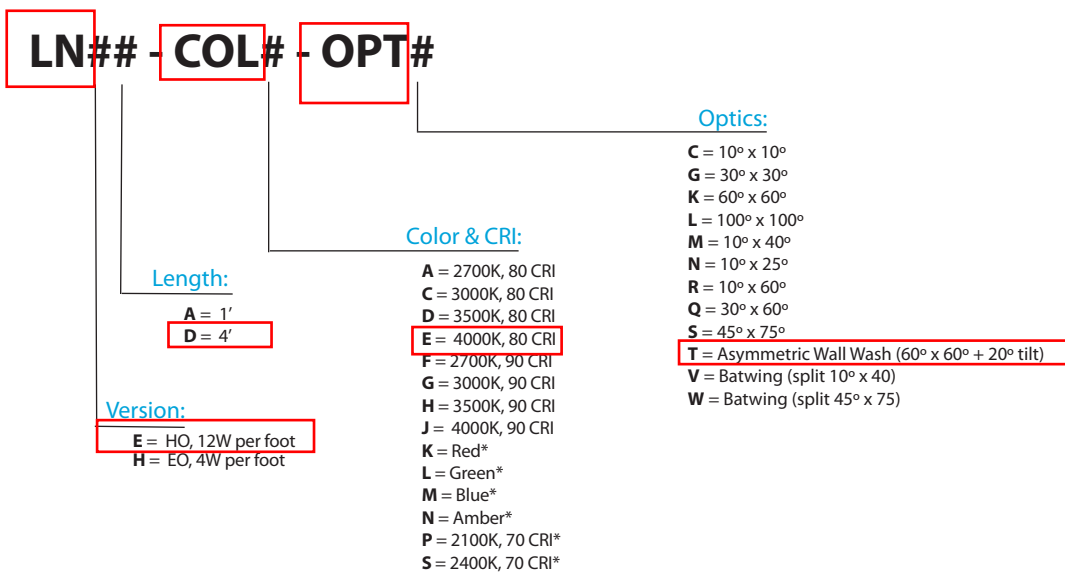 LN## - COL# - OPT#
Optics:
C = 10º x 10º
G = 30º x 30º
K = 60º x 60º
L = 100º x 100º
M = 10º x 40º
N = 10º x 25º
R = 10º x 60º
Q = 30º x 60º
S = 45º x 75º
T = Asymmetric Wall Wash (60º x 60º + 20º tilt)
V = Batwing (split 10º x 40)
W = Batwing (split 45º x 75)
Color & CRI:
A = 2700K, 80 CRI
C = 3000K, 80 CRI
D = 3500K, 80 CRI
E = 4000K, 80 CRI
F = 2700K, 90 CRI
G = 3000K, 90 CRI
H = 3500K, 90 CRI
J = 4000K, 90 CRI
K = Red*
L = Green*
M = Blue*
N = Amber*
P = 2100K, 70 CRI*
S = 2400K, 70 CRI*
Length:
A = 1'
D = 4'
Version:
E = HO, 12W per foot
H = EO, 4W per foot